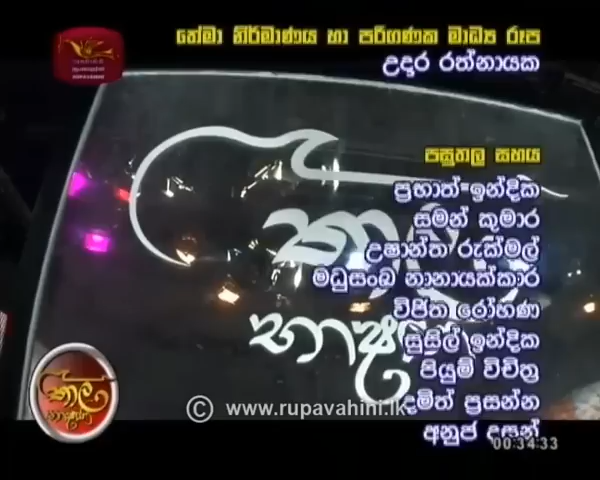 තේමා නිර්මාණය හා පරිගණක මාධ්‍ය රූප
උදාර රත්නායක
පසුතල සහය
ප්‍රභාත් ඉන්දික
සමන් කුමාර
උෂාන්ත රුක්මල්
මධුසංඛ නානායක්කාර
විජිත රෝහණ
සුසිල් ඉන්දික
පියුම් විචිත්‍ර
දමිත් ප්‍රසන්න
අනුජ දසුන්
© www.rupavahini.lk
00:34:33